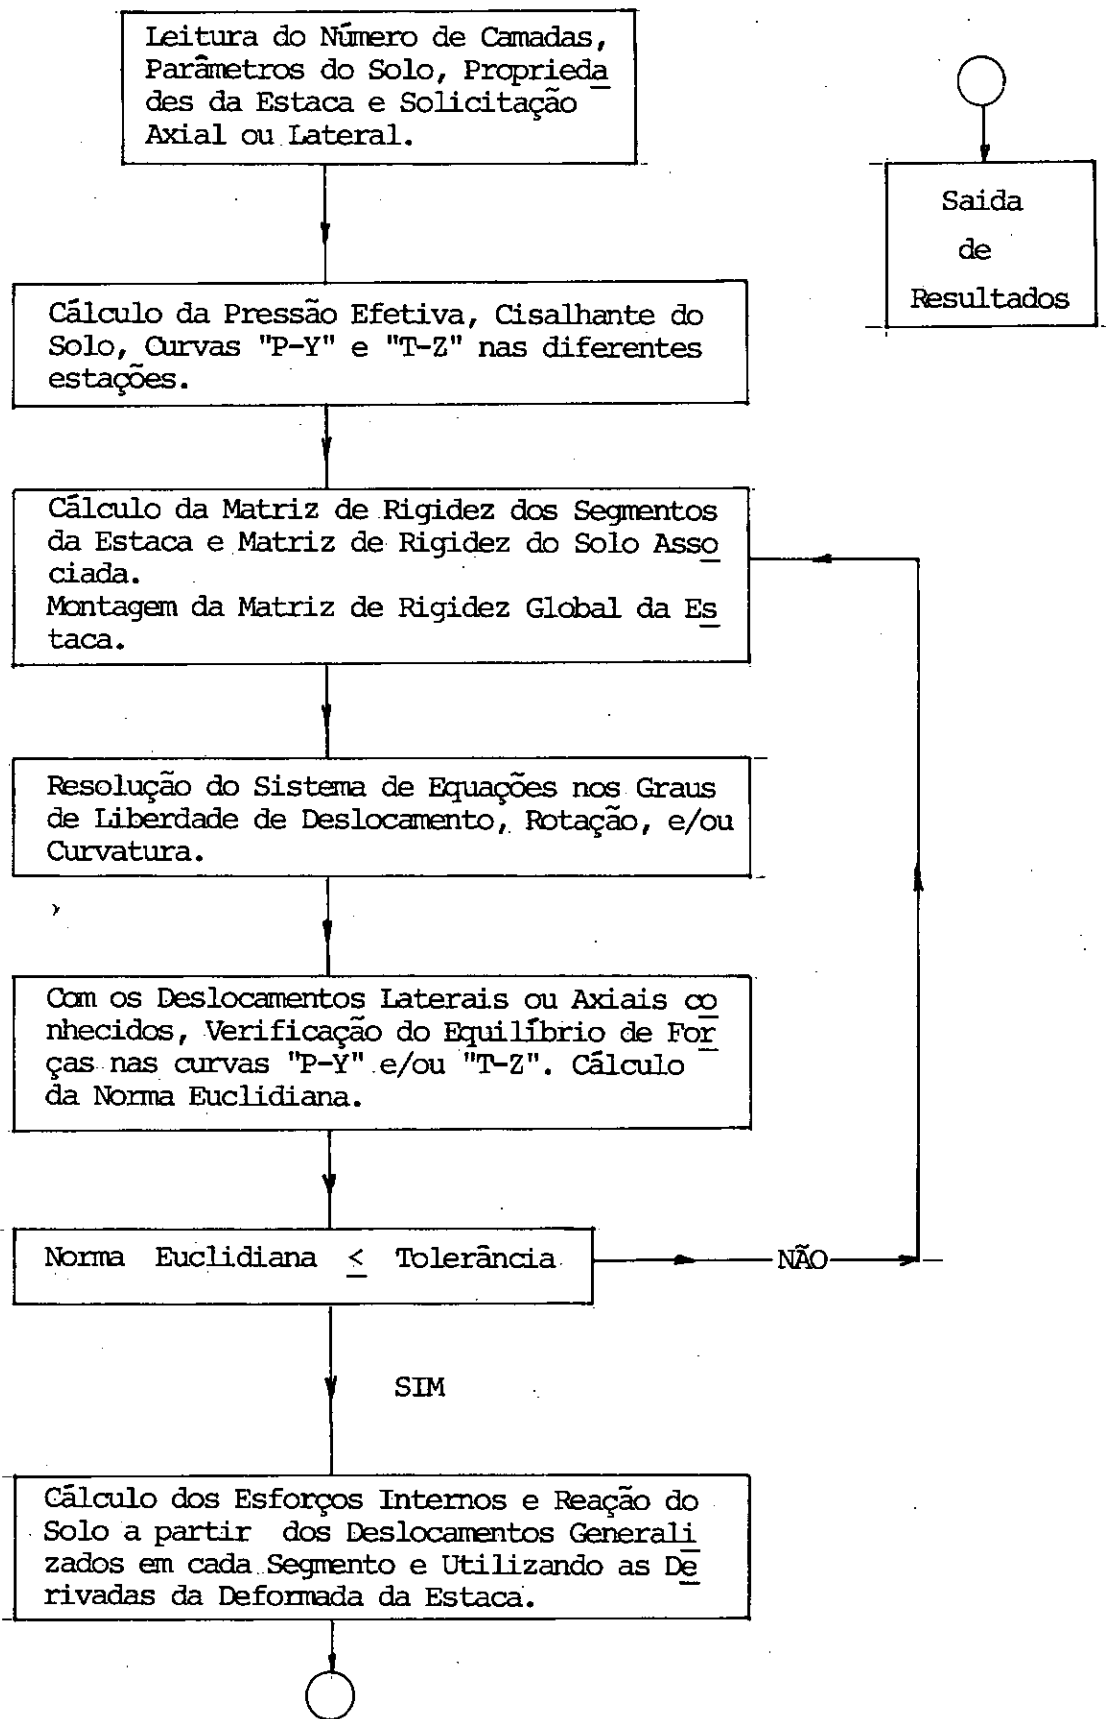 Leitura do Número de Camadas,
Parâmetros do Solo, Proprieda
des da Estaca e Solicitação
Axial ou Lateral.
Cálculo da Pressão Efetiva, Cisalhante do
Solo, Curvas "P-Y" e "T-Z" nas diferentes
estações.
Cálculo da Matriz de Rigidez dos Segmentos
da Estaca e Matriz de Rigidez do Solo Asso
ciada.
Montagem da Matriz de Rigidez Global da Es
taca.
Resolução do Sistema de Equações nos Graus
de Liberdade de Deslocamento, Rotação, e/ou
Curvatura.
Com os Deslocamentos Laterais ou Axiais co
nhecidos, Verificação do Equilíbrio de For
ças nas curvas "P-Y" e/ou "T-Z". Cálculo
da Norma Euclidiana.
Norma Euclidiana ≤ Tolerância
NÃO
SIM
Cálculo dos Esforços Internos e Reação do
Solo a partir dos Deslocamentos Generali
zados em cada Segmento e Utilizando as De
rivadas da Deformada da Estaca.
Saida
de
Resultados